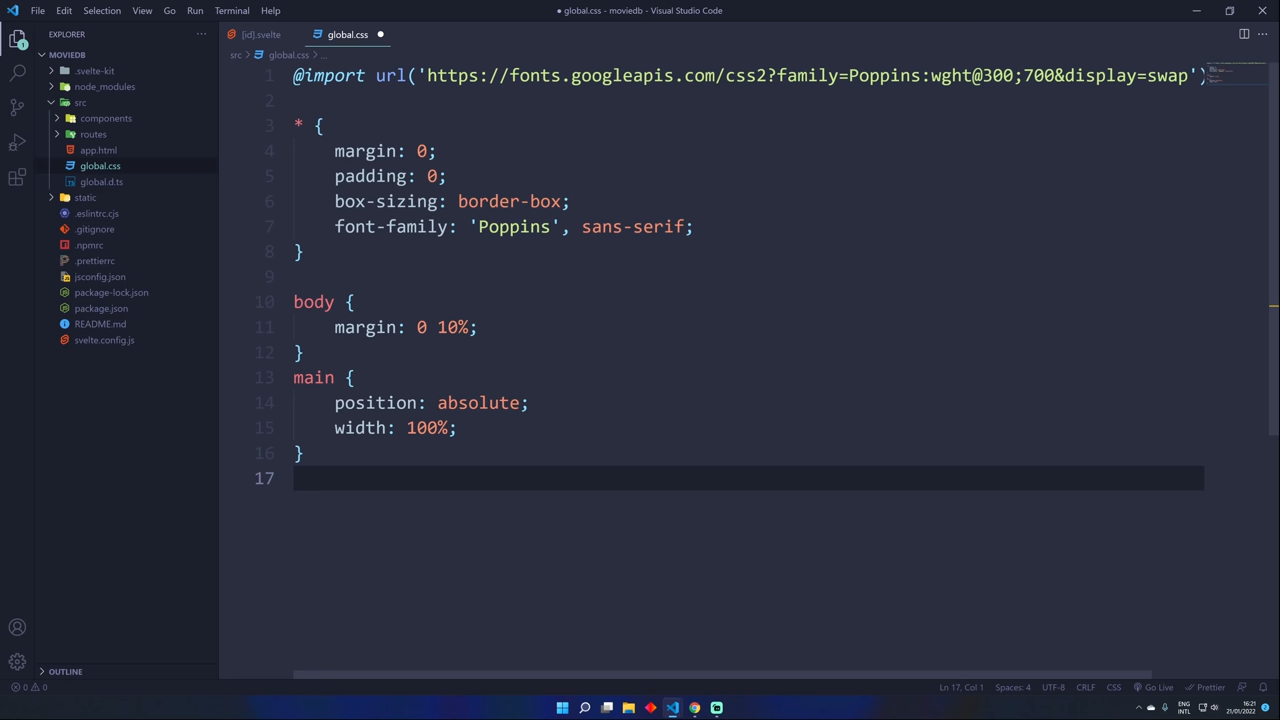 File Edit Selection View Go Run Terminal Help
● global.css - moviedb - Visual Studio Code
EXPLORER
MOVIEDB
.svelte-kit
node_modules
src
components
routes
app.html
global.css
global.d.ts
static
.eslintrc.cjs
.gitignore
.npmrc
.prettierrc
jsconfig.json
package-lock.json
package.json
README.md
svelte.config.js
OUTLINE
[id].svelte global.css ●
src > global.css > ...
1 @import url('https://fonts.googleapis.com/css2?family=Poppins:wght@300;700&display=swap')
2
3 * {
4 margin: 0;
5 padding: 0;
6 box-sizing: border-box;
7 font-family: 'Poppins', sans-serif;
8 }
9
10 body {
11 margin: 0 10%;
12 }
13 main {
14 position: absolute;
15 width: 100%;
16 }
17
0 0 Ln 17, Col 1 Spaces: 4 UTF-8 CRLF CSS Go Live Prettier
ENG 16:21
INTL 21/01/2022